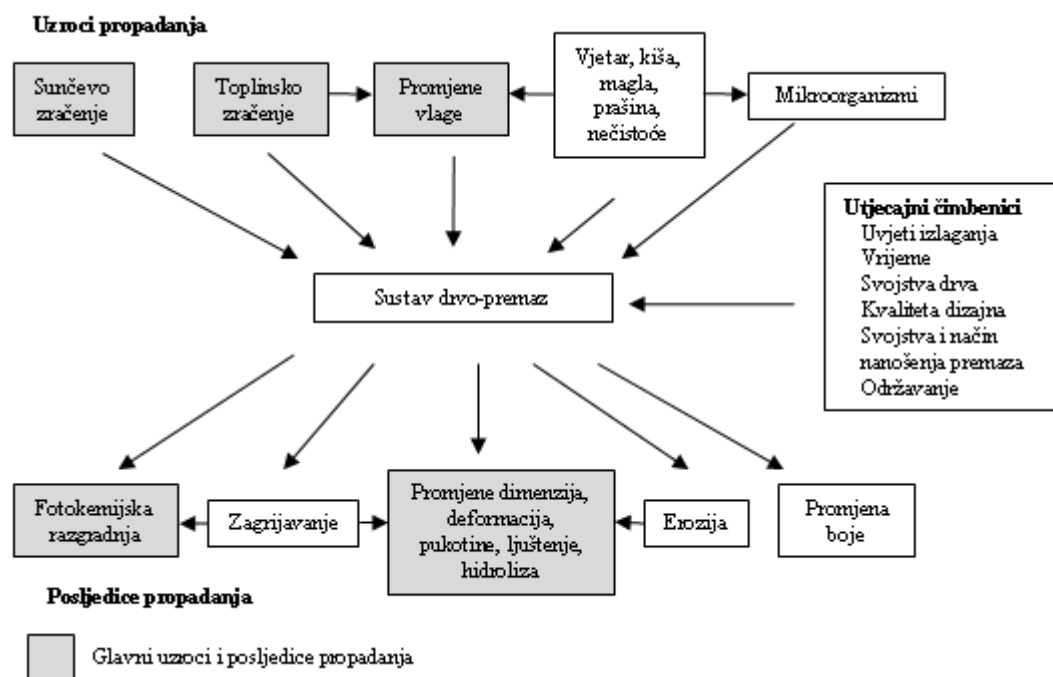 Uzroci propadanja
Sunčevo
zračenje
Toplinsko
zračenje
Promjene
vlage
Vjetar, kiša,
magla,
prašina,
nečistoće
Mikroorganizmi
Utjecajni čimbenici
Uvjeti izlaganja
Vrijeme
Svojstva drva
Kvaliteta dizajna
Svojstva i način
nanošenja premaza
Održavanje
Sustav drvo-premaz
Fotokemijska
razgradnja
Zagrijavanje
Promjene dimenzija,
deformacija,
pukotine, ljuštenje,
hidroliza
Erozija
Promjena
boje
Posljedice propadanja
Glavni uzroci i posljedice propadanja